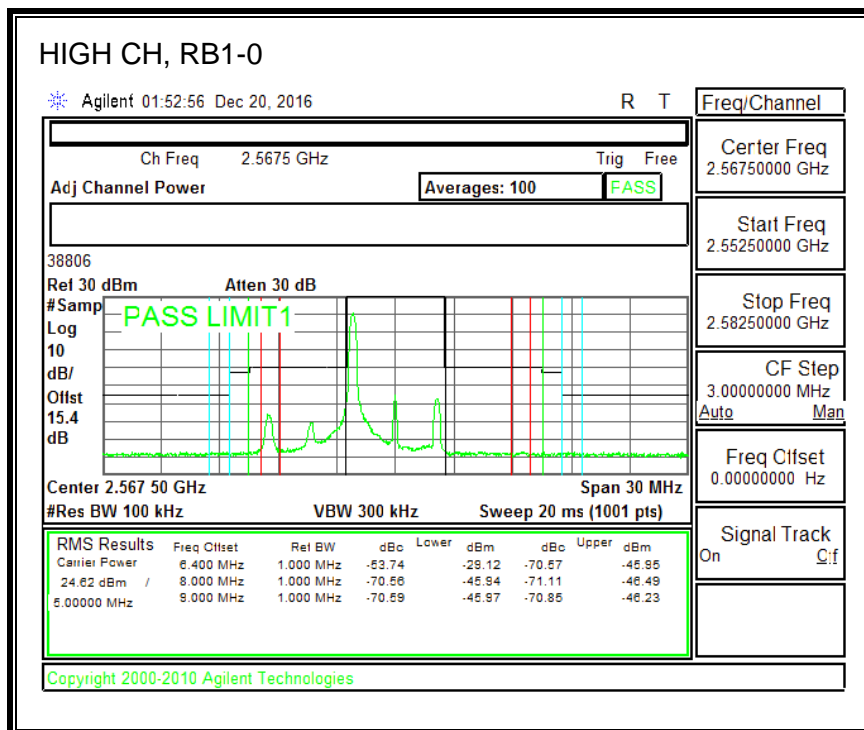 HIGH CH, RB1-0
Agilent 01:52:56 Dec 20, 2016 R T
Freq/Channel
Ch Freq 2.5675 GHz Trig Free
Adj Channel Power Averages: 100 PASS
38806
Ref 30 dBm Atten 30 dB
#Samp
Log
10
dB/
Offst
15.4
dB
PASS LIMIT1
Center 2.567 50 GHz Span 30 MHz
#Res BW 100 kHz VBW 300 kHz Sweep 20 ms (1001 pts)
RMS Results Freq Offset Ref BW dBc Lower dBm dBc Upper dBm
Carrier Power 6.400 MHz 1.000 MHz -53.74 -29.12 -70.57 -45.95
24.62 dBm / 8.000 MHz 1.000 MHz -70.56 -45.94 -71.11 -46.49
5.00000 MHz 9.000 MHz 1.000 MHz -70.59 -45.97 -70.85 -46.23
Copyright 2000-2010 Agilent Technologies
Center Freq
2.56750000 GHz
Start Freq
2.55250000 GHz
Stop Freq
2.58250000 GHz
CF Step
3.00000000 MHz
Auto Man
Freq Offset
0.00000000 Hz
Signal Track
On Off